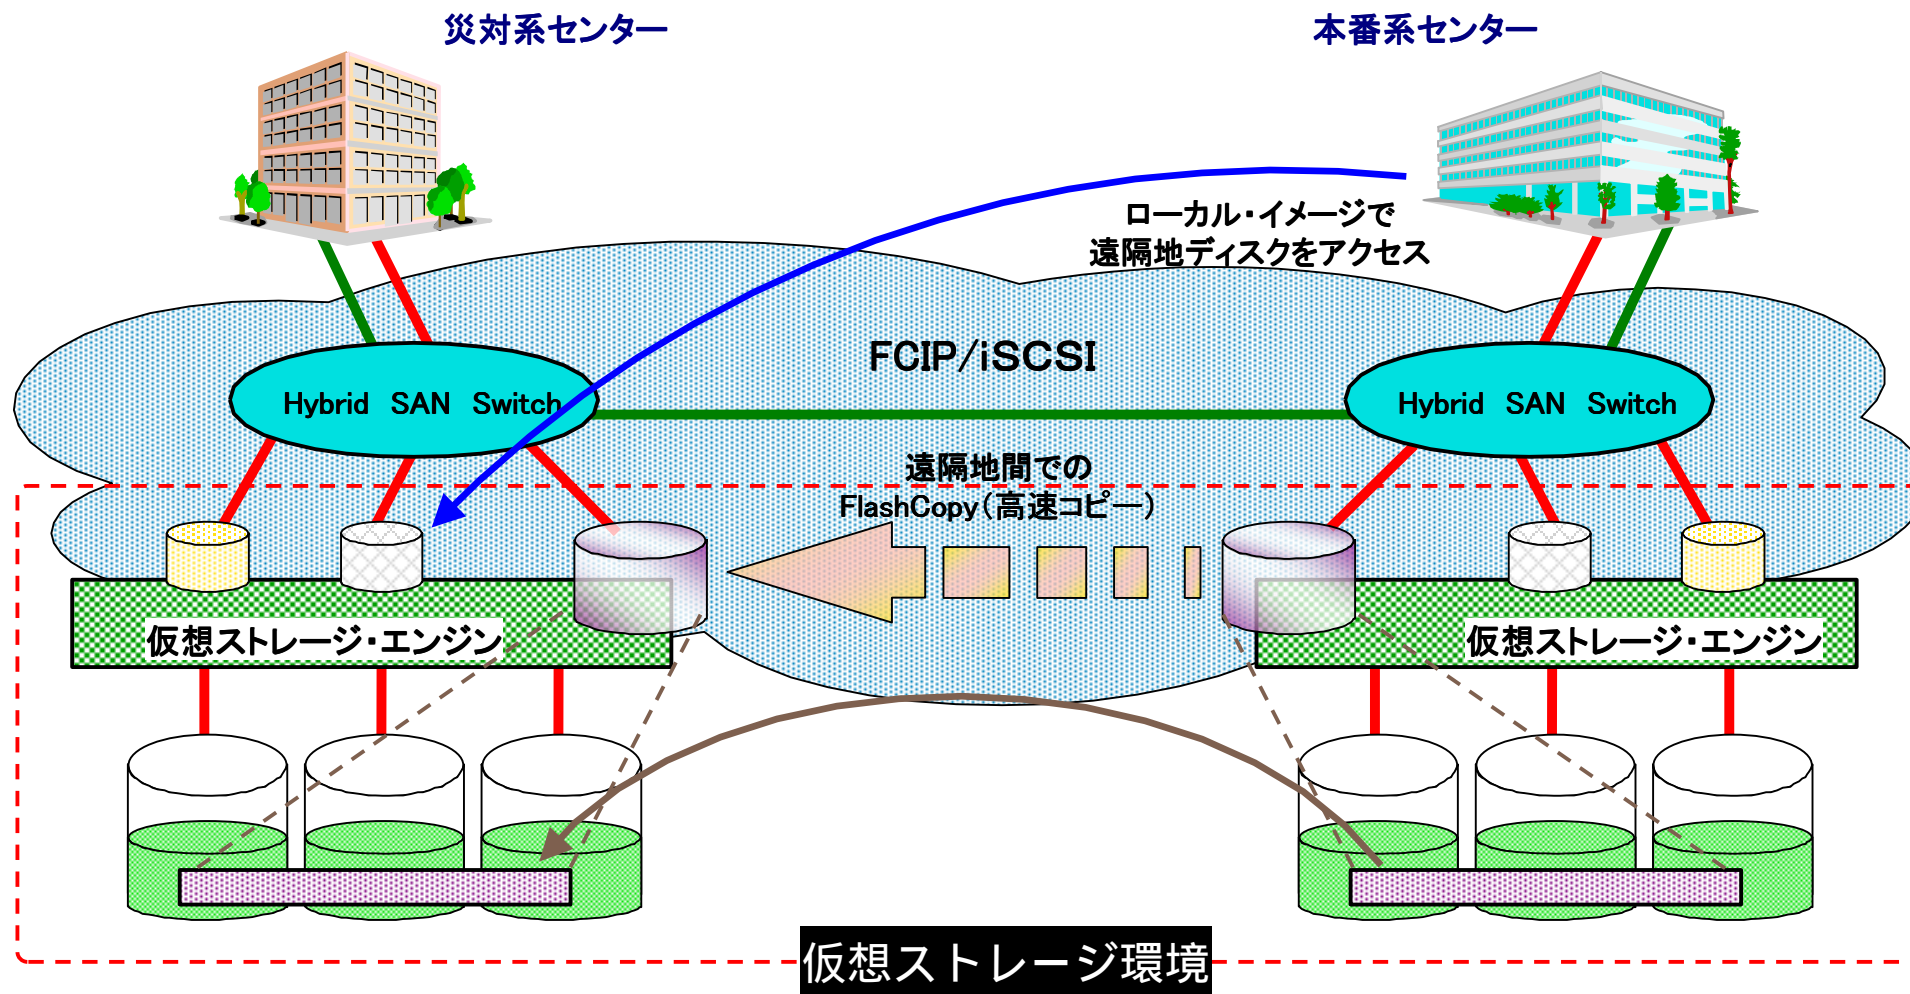 災対系センター
本番系センター
ローカル・イメージで
遠隔地ディスクをアクセス
FCIP/iSCSI
Hybrid SAN Switch
Hybrid SAN Switch
遠隔地間での
FlashCopy（高速コピー）
仮想ストレージ・エンジン
仮想ストレージ・エンジン
仮想ストレージ環境